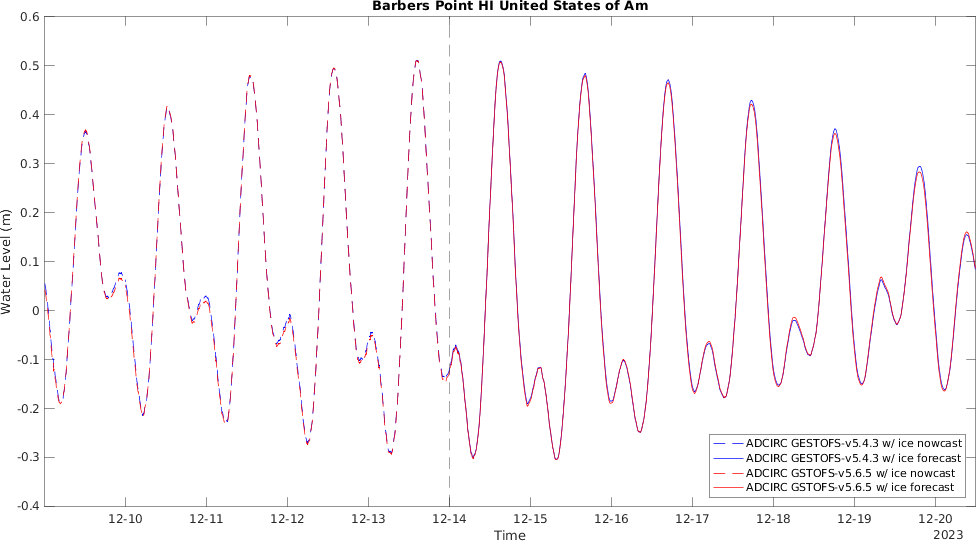 Barbers Point HI United States of Am
Water Level (m)
0.6
0.5
0.4
0.3
0.2
0.1
0
-0.1
-0.2
-0.3
-0.4
ADCIRC GESTOFS-v5.4.3 w/ ice nowcast
ADCIRC GESTOFS-v5.4.3 w/ ice forecast
ADCIRC GSTOFS-v5.6.5 w/ ice nowcast
ADCIRC GSTOFS-v5.6.5 w/ ice forecast
12-10 12-11 12-12 12-13 12-14 12-15 12-16 12-17 12-18 12-19 12-20
Time 2023